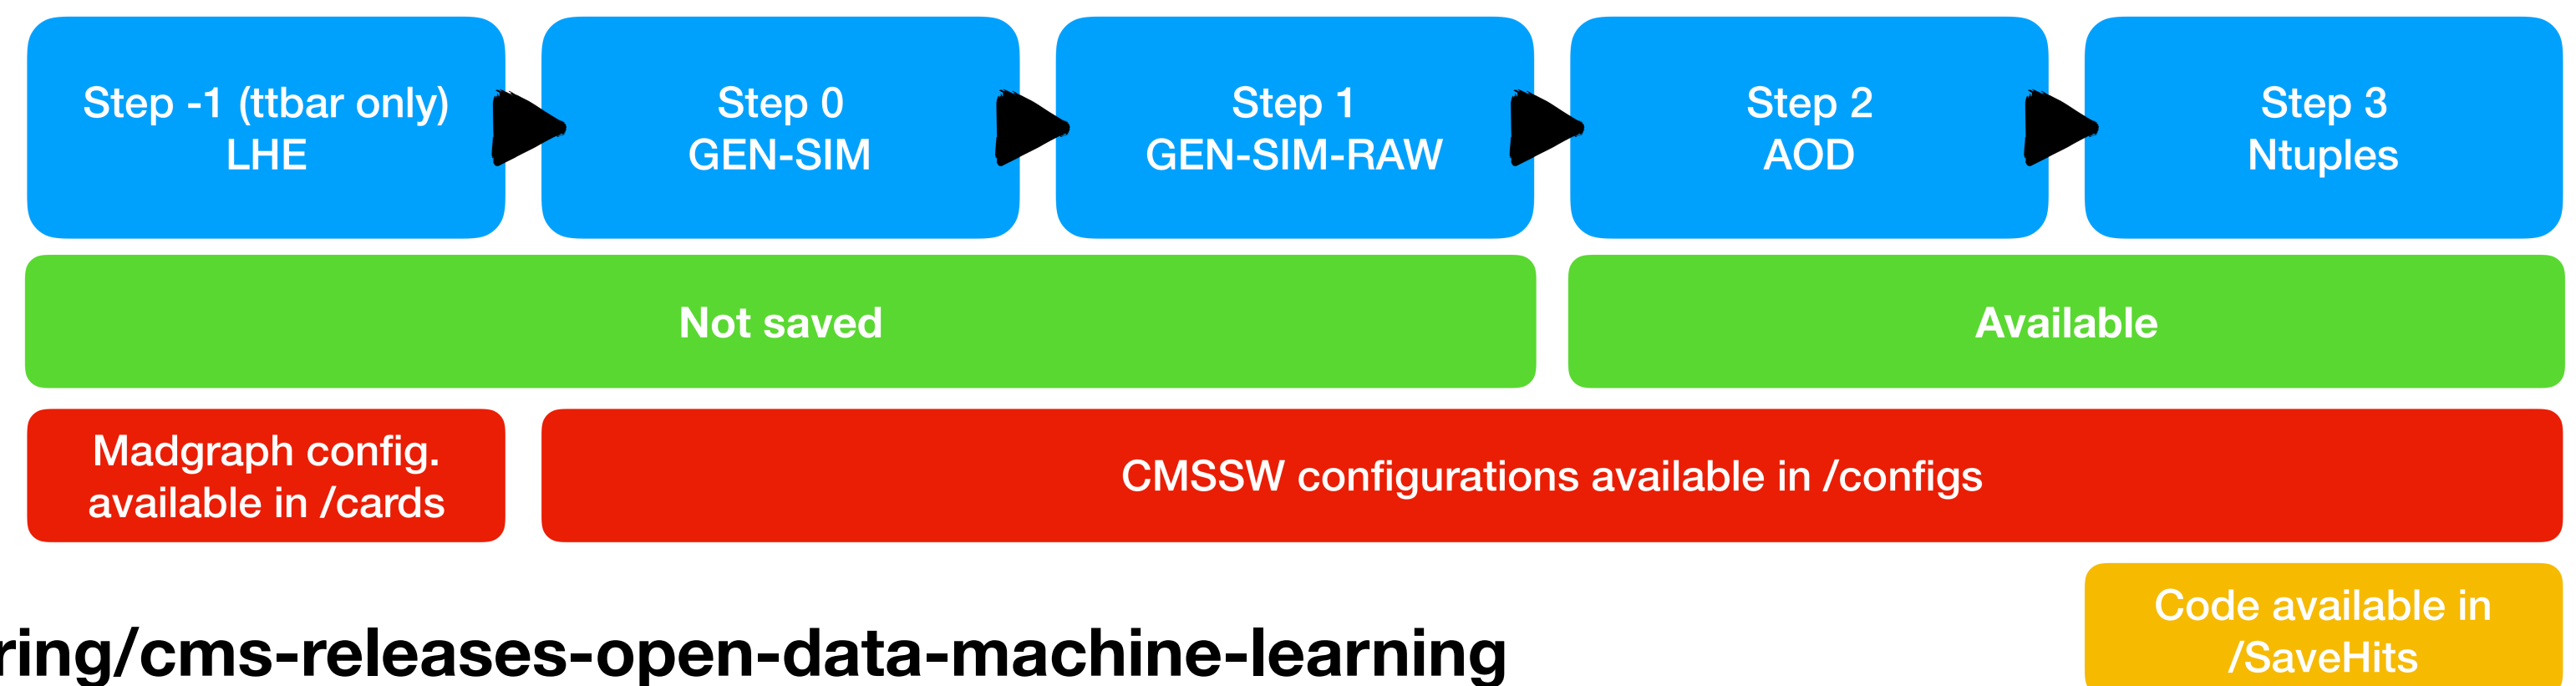 Step -1 (ttbar only)
LHE
Step 0
GEN-SIM
Step 1
GEN-SIM-RAW
Step 2
AOD
Step 3
Ntuples
Not saved
Available
Madgraph config.
available in /cards
CMSSW configurations available in /configs
Code available in
/SaveHits
ring/cms-releases-open-data-machine-learning